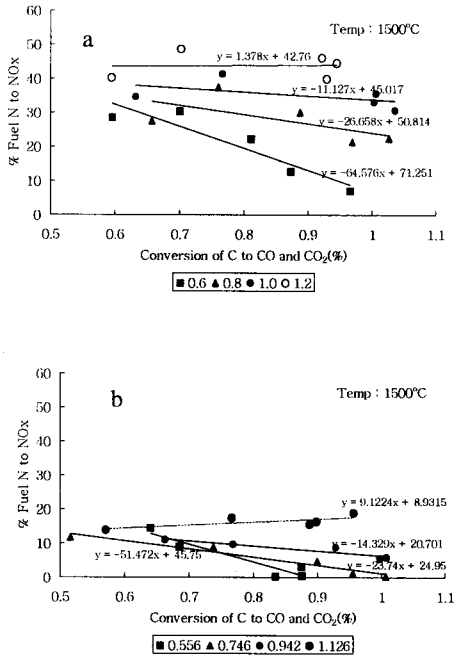 a
Temp : 1500°C
% Fuel N to NOx
60
50
40
30
20
10
0
y = 1.378x + 42.76
y = -11.127x + 45.017
y = -26.658x + 50.814
y = -64.576x + 71.251
0.5 0.6 0.7 0.8 0.9 1 1.1
Conversion of C to CO and CO2(%)
■ 0.6 ▲ 0.8 ● 1.0 ○ 1.2
b
Temp : 1500°C
% Fuel N to NOx
60
50
40
30
20
10
0
y = 9.1224x + 8.9315
y = -14.329x + 20.701
y = -51.472x + 45.75
y = -23.74x + 24.95
0.5 0.6 0.7 0.8 0.9 1 1.1
Conversion of C to CO and CO2(%)
■ 0.556 ▲ 0.746 ● 0.942 ● 1.126